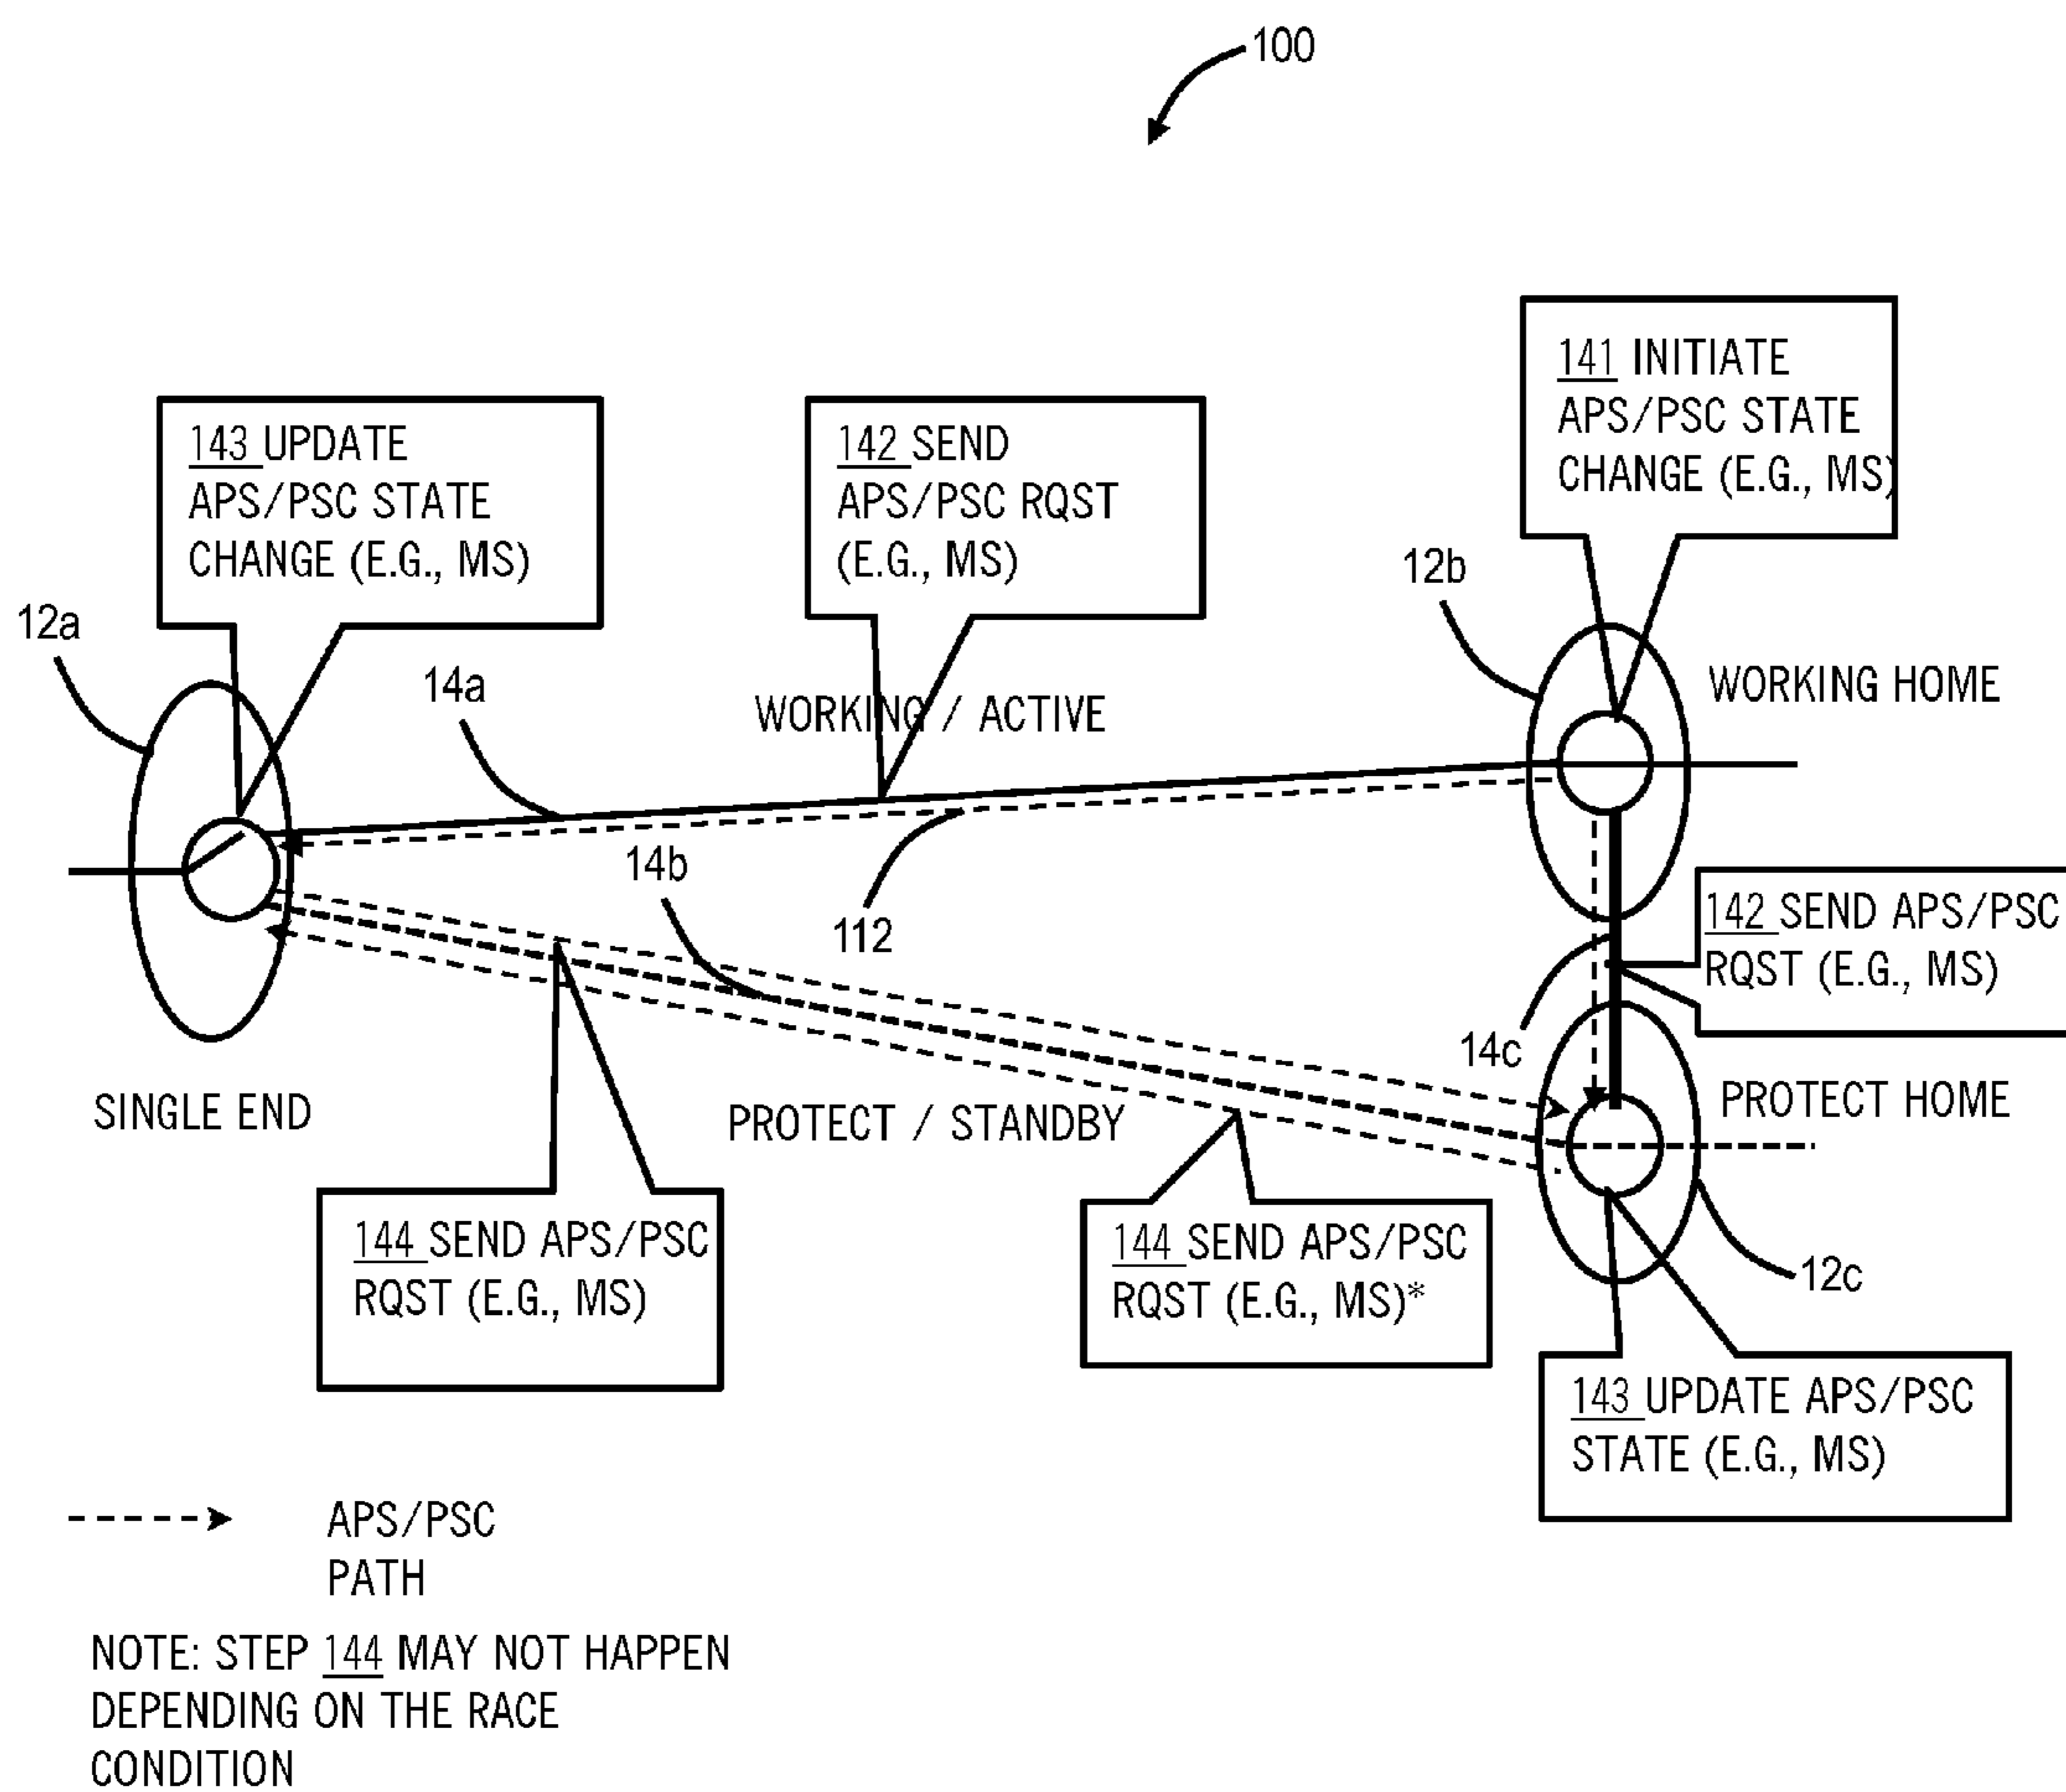 100
141 INITIATE
APS/PSC STATE
CHANGE (E.G., MS)
143 UPDATE
APS/PSC STATE
CHANGE (E.G., MS)
142 SEND
APS/PSC RQST
(E.G., MS)
12b
12a
14a
WORKING / ACTIVE
WORKING HOME
14b
112
142 SEND APS/PSC
RQST (E.G., MS)
14c
SINGLE END
PROTECT / STANDBY
PROTECT HOME
144 SEND APS/PSC
RQST (E.G., MS)
144 SEND APS/PSC
RQST (E.G., MS)*
12c
143 UPDATE APS/PSC
STATE (E.G., MS)
APS/PSC
PATH
NOTE: STEP 144 MAY NOT HAPPEN
DEPENDING ON THE RACE
CONDITION